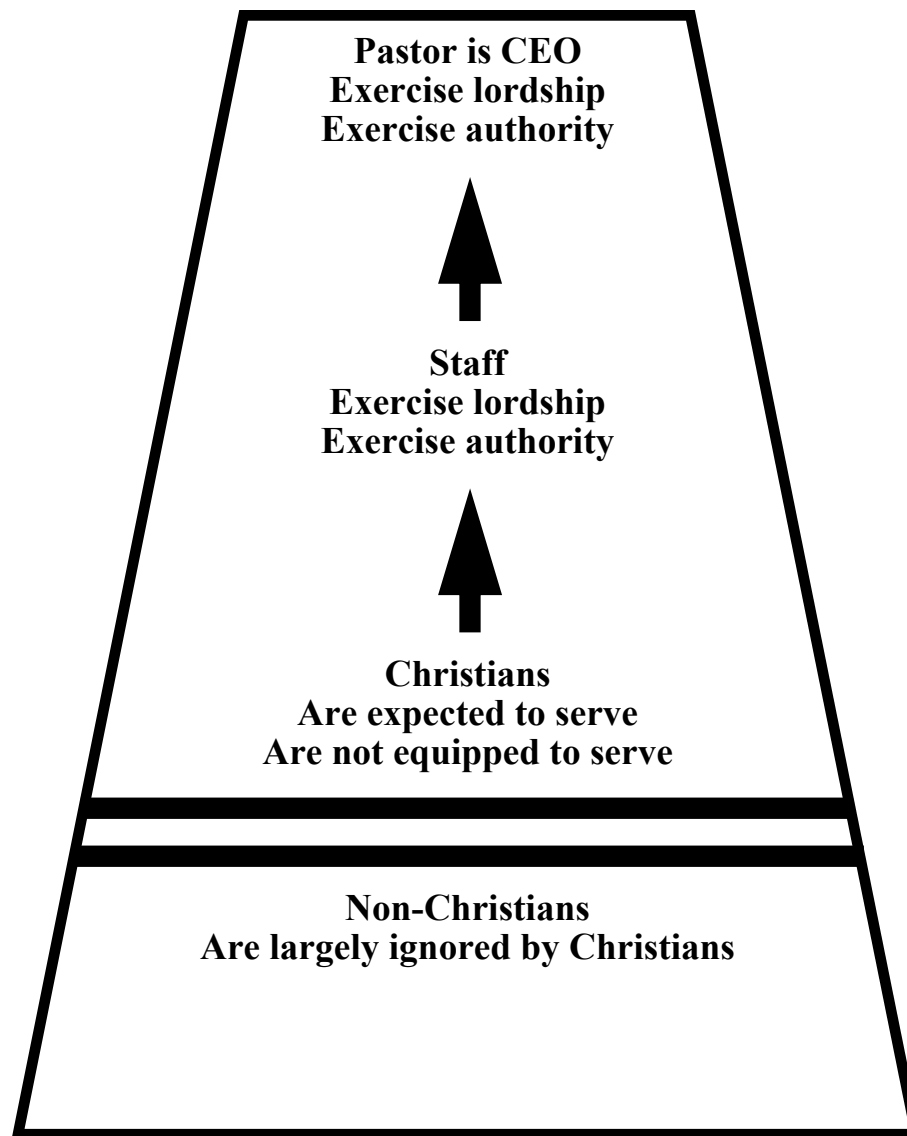 Pastor is CEO
Exercise lordship
Exercise authority
Staff
Exercise lordship
Exercise authority
Christians
Are expected to serve
Are not equipped to serve
Non-Christians
Are largely ignored by Christians